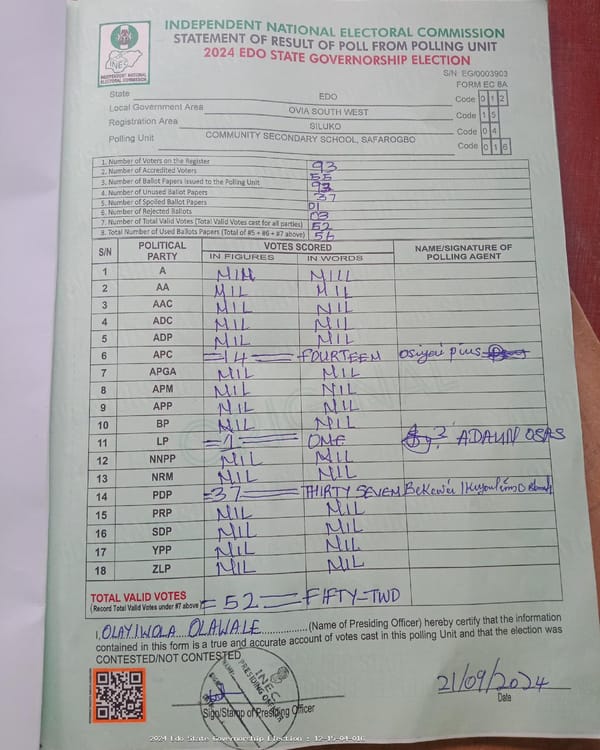 INDEPENDENT NATIONAL ELECTORAL COMMISSION
STATEMENT OF RESULT OF POLL FROM POLLING UNIT
2024 EDO STATE GOVERNORSHIP ELECTION
INEC
INDEPENDENT NATIONAL
ELECTORAL COMMISSION
S/N EG/0003903
FORM EC 8A
State EDO Code 0 1 2
Local Government Area OVIA SOUTH WEST Code 1 5
Registration Area SILUKO Code 0 4
Polling Unit COMMUNITY SECONDARY SCHOOL, SAFAROGBO Code 0 1 6
1. Number of Voters on the Register 93
2. Number of Accredited Voters 55
3. Number of Ballot Papers Issued to the Polling Unit 93
4. Number of Unused Ballot Papers 37
5. Number of Spoiled Ballot Papers 01
6. Number of Rejected Ballots 03
7. Number of Total Valid Votes (Total Valid Votes cast for all parties) 52
8. Total Number of Used Ballots Papers (Total of #5 + #6 + #7 above) 56
S/N POLITICAL PARTY VOTES SCORED NAME/SIGNATURE OF POLLING AGENT
IN FIGURES IN WORDS
1 A NIL NILL
2 AA NIL NIL
3 AAC NIL NIL
4 ADC NIL NIL
5 ADP NIL NIL
6 APC =14= FOURTEEN Pius
7 APGA NIL NIL
8 APM NIL NIL
9 APP NIL NIL
10 BP NIL NIL
11 LP =1= ONE OSAS
12 NNPP NIL NIL
13 NRM NIL NIL
14 PDP =37= THIRTY SEVEN
15 PRP NIL NIL
16 SDP NIL NIL
17 YPP NIL NIL
18 ZLP NIL NIL
TOTAL VALID VOTES =52= FIFTY-TWO
(Record Total Valid Votes under #7 above)
I, OLAYIWOLA OLAWALE (Name of Presiding Officer) hereby certify that the information
contained in this form is a true and accurate account of votes cast in this polling Unit and that the election was
CONTESTED/NOT CONTESTED
INEC
PRESIDING OFFICER
21/09/2024
Sign/Stamp of Presiding Officer Date
2024 Edo State Governorship Election : 12-15-04-016